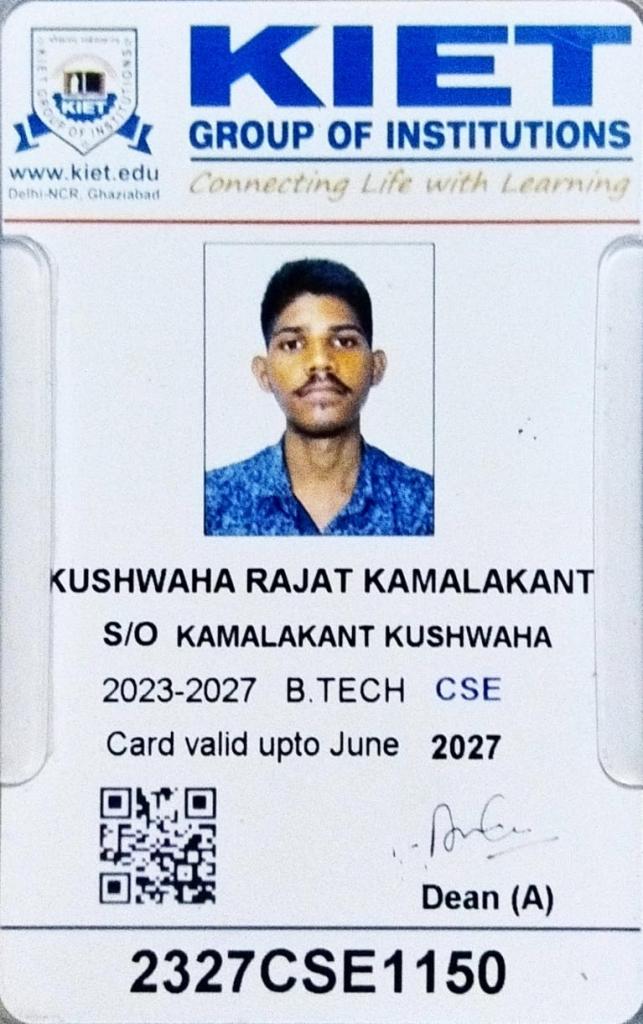 KIET GROUP OF INSTITUTIONS
KIET
www.kiet.edu
Delhi-NCR, Ghaziabad
KIET
GROUP OF INSTITUTIONS
Connecting Life with Learning
KUSHWAHA RAJAT KAMALAKANT
S/O KAMALAKANT KUSHWAHA
2023-2027 B.TECH CSE
Card valid upto June 2027
Dean (A)
2327CSE1150